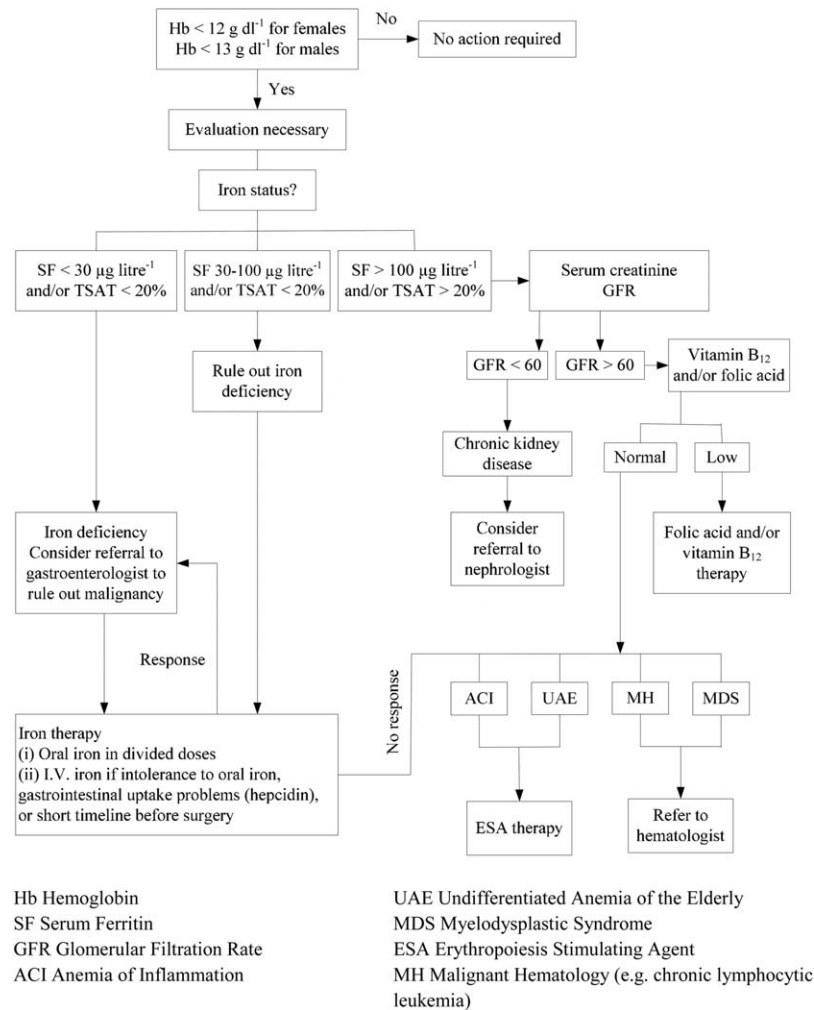 Hb < 12 g dl⁻¹ for females
Hb < 13 g dl⁻¹ for males
No
No action required
Yes
Evaluation necessary
Iron status?
SF < 30 µg litre⁻¹
and/or TSAT < 20%
SF 30-100 µg litre⁻¹
and/or TSAT < 20%
SF > 100 µg litre⁻¹
and/or TSAT > 20%
Serum creatinine
GFR
Rule out iron
deficiency
GFR < 60
GFR > 60
Vitamin B₁₂
and/or folic acid
Chronic kidney
disease
Normal
Low
Iron deficiency
Consider referral to
gastroenterologist to
rule out malignancy
Consider
referral to
nephrologist
Folic acid and/or
vitamin B₁₂
therapy
Response
No response
ACI
UAE
MH
MDS
Iron therapy
(i) Oral iron in divided doses
(ii) I.V. iron if intolerance to oral iron,
gastrointestinal uptake problems (hepcidin),
or short timeline before surgery
ESA therapy
Refer to
hematologist
Hb Hemoglobin
SF Serum Ferritin
GFR Glomerular Filtration Rate
ACI Anemia of Inflammation
UAE Undifferentiated Anemia of the Elderly
MDS Myelodysplastic Syndrome
ESA Erythropoiesis Stimulating Agent
MH Malignant Hematology (e.g. chronic lymphocytic
leukemia)